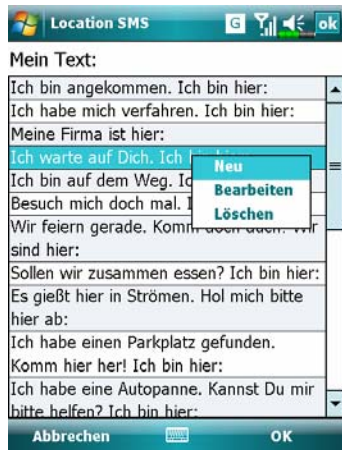 Location SMS
G
ok
Mein Text:
Ich bin angekommen. Ich bin hier:
Ich habe mich verfahren. Ich bin hier:
Meine Firma ist hier:
Ich warte auf Dich. Ich
Neu
Ich bin auf dem Weg.
Bearbeiten
Besuch mich doch mal.
Löschen
Wir feiern gerade. Komm doch auch! Wir
sind hier:
Sollen wir zusammen essen? Ich bin hier:
Es gießt hier in Strömen. Hol mich bitte
hier ab:
Ich habe einen Parkplatz gefunden.
Komm hier her! Ich bin hier:
Ich habe eine Autopanne. Kannst Du mir
bitte helfen? Ich bin hier:
Abbrechen
OK